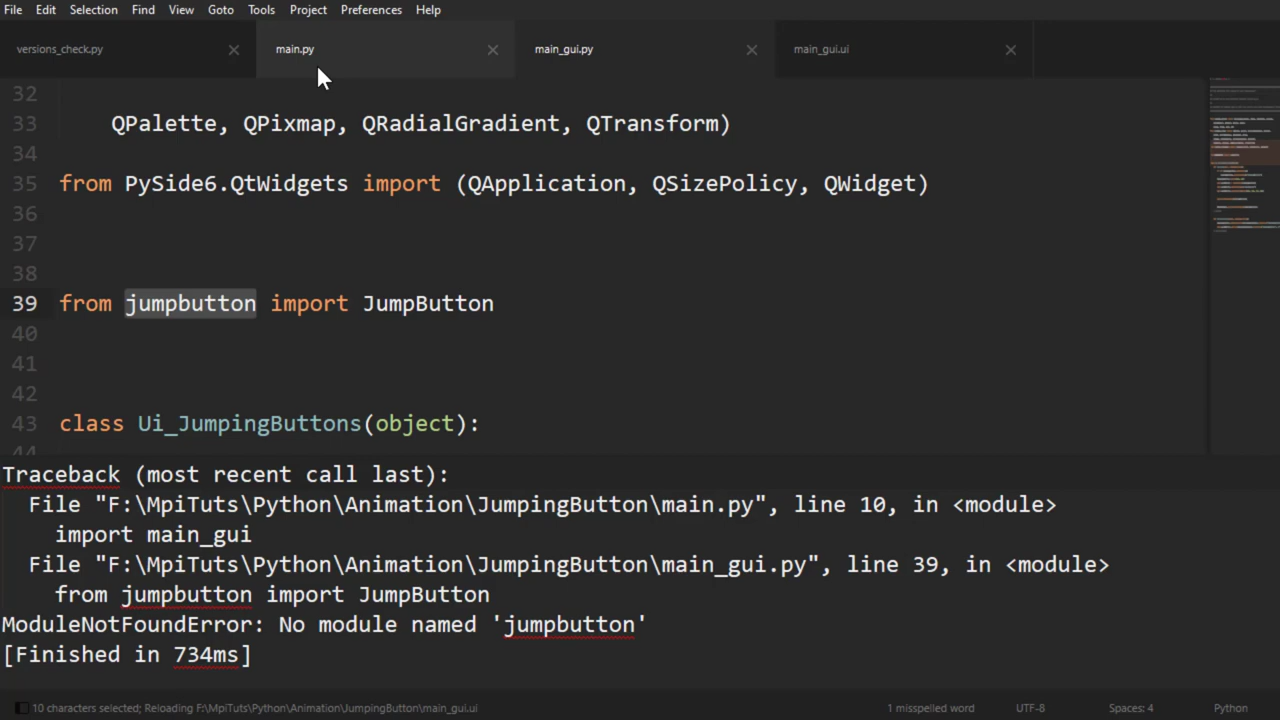 File Edit Selection Find View Goto Tools Project Preferences Help
versions_check.py main.py main_gui.py main_gui.ui
32
33 QPalette, QPixmap, QRadialGradient, QTransform)
34
35 from PySide6.QtWidgets import (QApplication, QSizePolicy, QWidget)
36
37
38
39 from jumpbutton import JumpButton
40
41
42
43 class Ui_JumpingButtons(object):
44
Traceback (most recent call last):
File "F:\MpiTuts\Python\Animation\JumpingButton\main.py", line 10, in <module>
import main_gui
File "F:\MpiTuts\Python\Animation\JumpingButton\main_gui.py", line 39, in <module>
from jumpbutton import JumpButton
ModuleNotFoundError: No module named 'jumpbutton'
[Finished in 734ms]
10 characters selected; Reloading F:\MpiTuts\Python\Animation\JumpingButton\main_gui.ui 1 misspelled word UTF-8 Spaces: 4 Python